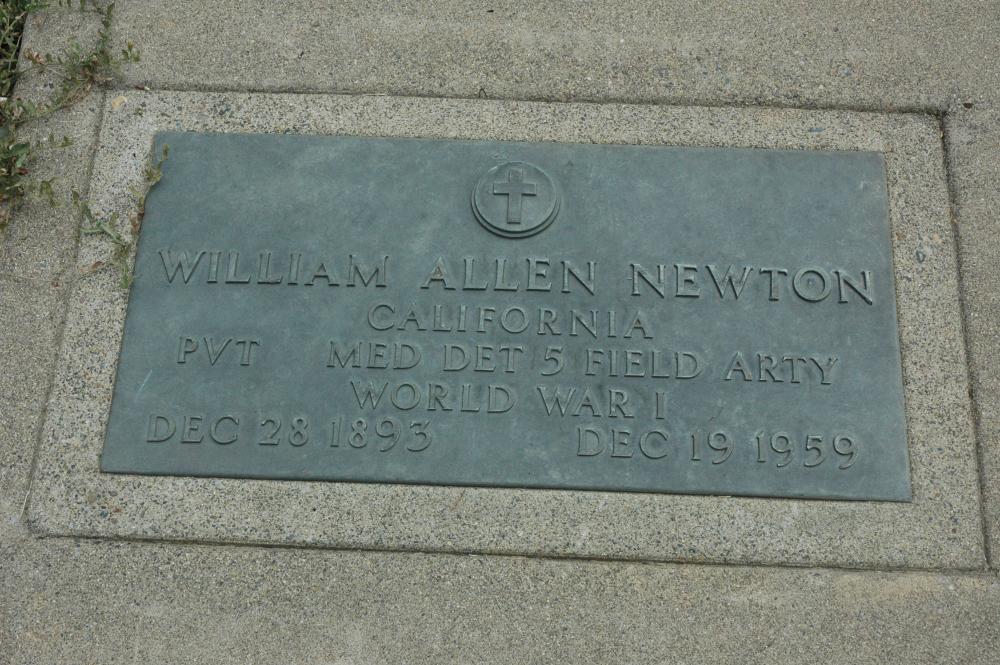 WILLIAM ALLEN NEWTON
CALIFORNIA
PVT MED DET 5 FIELD ARTY
WORLD WAR I
DEC 28 1893 DEC 19 1959